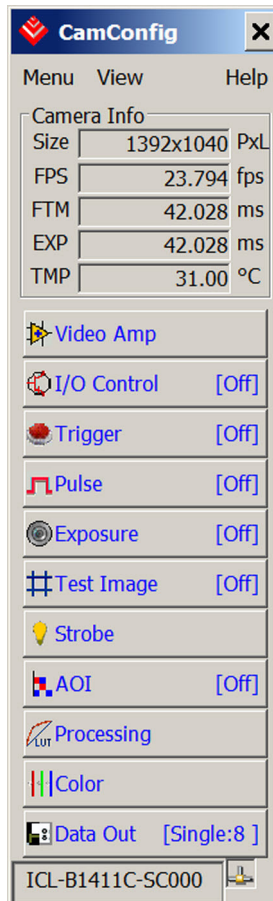 CamConfig
Menu View Help
Camera Info
Size 1392x1040 PxL
FPS 23.794 fps
FTM 42.028 ms
EXP 42.028 ms
TMP 31.00 °C
Video Amp
I/O Control [Off]
Trigger [Off]
Pulse [Off]
Exposure [Off]
Test Image [Off]
Strobe
AOI [Off]
LUT Processing
Color
Data Out [Single:8 ]
ICL-B1411C-SC000